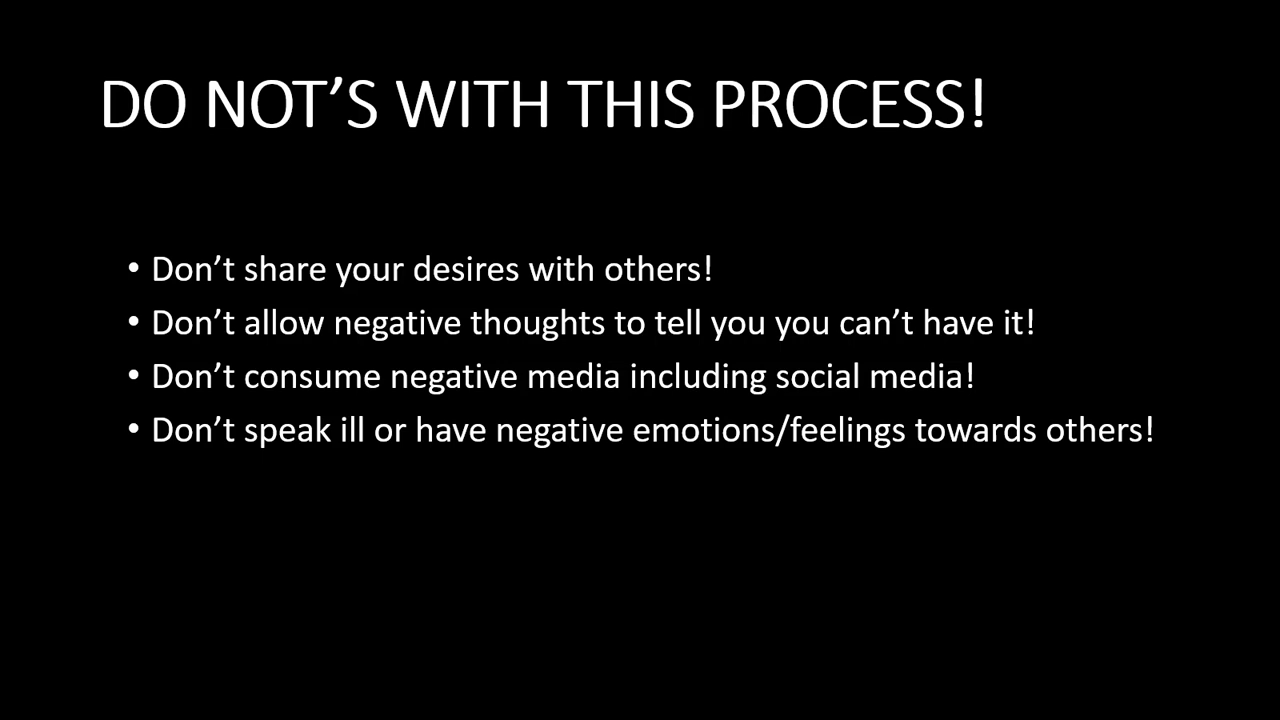 DO NOT’S WITH THIS PROCESS!
• Don’t share your desires with others!
• Don’t allow negative thoughts to tell you you can’t have it!
• Don’t consume negative media including social media!
• Don’t speak ill or have negative emotions/feelings towards others!